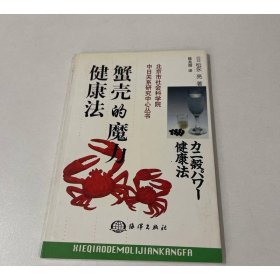 北京市社会科学院
中日关系研究中心丛书
蟹壳的魔力
健康法
カニ殻パワー
健康法
海洋出版社
XIEQIAODEMOLIJIANKANGFA